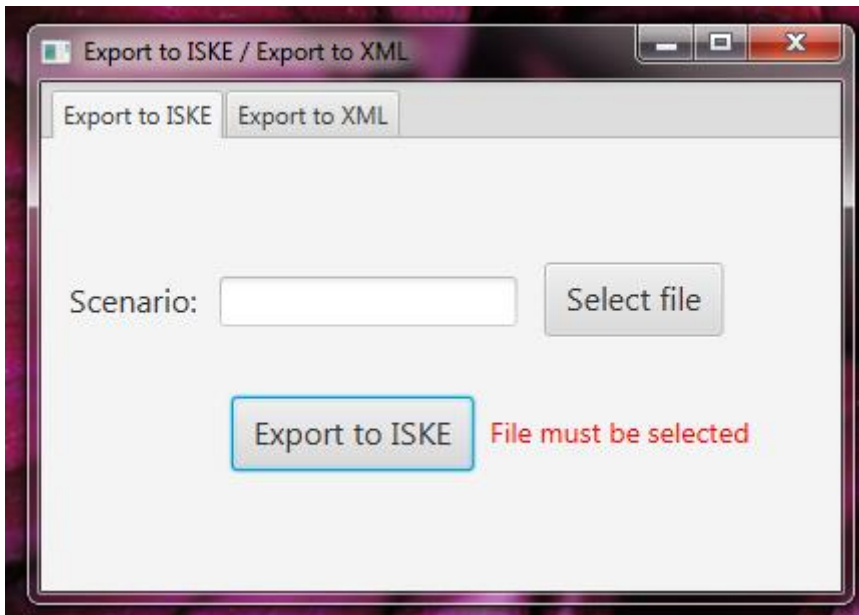 Export to ISKE / Export to XML
Export to ISKE
Export to XML
Scenario:
Select file
Export to ISKE
File must be selected